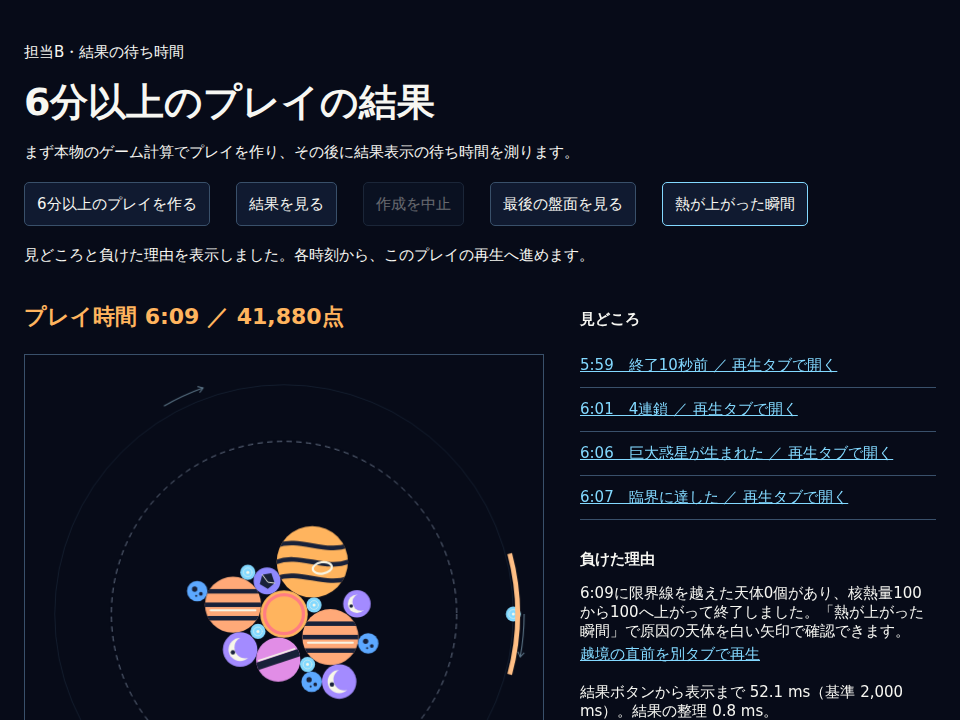 担当B・結果の待ち時間
6分以上のプレイの結果
まず本物のゲーム計算でプレイを作り、その後に結果表示の待ち時間を測ります。
6分以上のプレイを作る
結果を見る
作成を中止
最後の盤面を見る
熱が上がった瞬間
見どころと負けた理由を表示しました。各時刻から、このプレイの再生へ進めます。
プレイ時間 6:09 ／ 41,880点
見どころ
5:59　終了10秒前 ／ 再生タブで開く
6:01　4連鎖 ／ 再生タブで開く
6:06　巨大惑星が生まれた ／ 再生タブで開く
6:07　臨界に達した ／ 再生タブで開く
負けた理由
6:09に限界線を越えた天体0個があり、核熱量100
から100へ上がって終了しました。「熱が上がった
瞬間」で原因の天体を白い矢印で確認できます。
越境の直前を別タブで再生
結果ボタンから表示まで 52.1 ms（基準 2,000
ms）。結果の整理 0.8 ms。